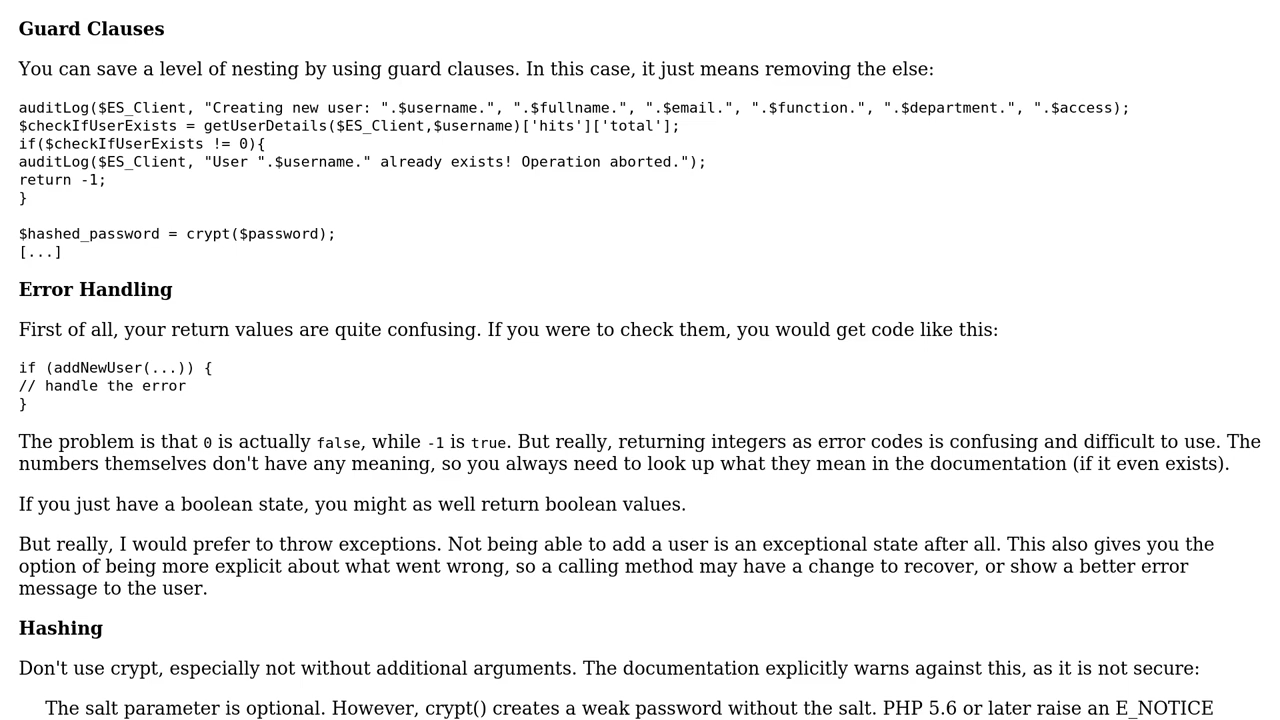 Guard Clauses
You can save a level of nesting by using guard clauses. In this case, it just means removing the else:
auditLog($ES_Client, "Creating new user: ".$username.", ".$fullname.", ".$email.", ".$function.", ".$department.", ".$access);
$checkIfUserExists = getUserDetails($ES_Client,$username)['hits']['total'];
if($checkIfUserExists != 0){
auditLog($ES_Client, "User ".$username." already exists! Operation aborted.");
return -1;
}
$hashed_password = crypt($password);
[...]
Error Handling
First of all, your return values are quite confusing. If you were to check them, you would get code like this:
if (addNewUser(...)) {
// handle the error
}
The problem is that 0 is actually false, while -1 is true. But really, returning integers as error codes is confusing and difficult to use. The
numbers themselves don't have any meaning, so you always need to look up what they mean in the documentation (if it even exists).
If you just have a boolean state, you might as well return boolean values.
But really, I would prefer to throw exceptions. Not being able to add a user is an exceptional state after all. This also gives you the
option of being more explicit about what went wrong, so a calling method may have a change to recover, or show a better error
message to the user.
Hashing
Don't use crypt, especially not without additional arguments. The documentation explicitly warns against this, as it is not secure:
The salt parameter is optional. However, crypt() creates a weak password without the salt. PHP 5.6 or later raise an E_NOTICE